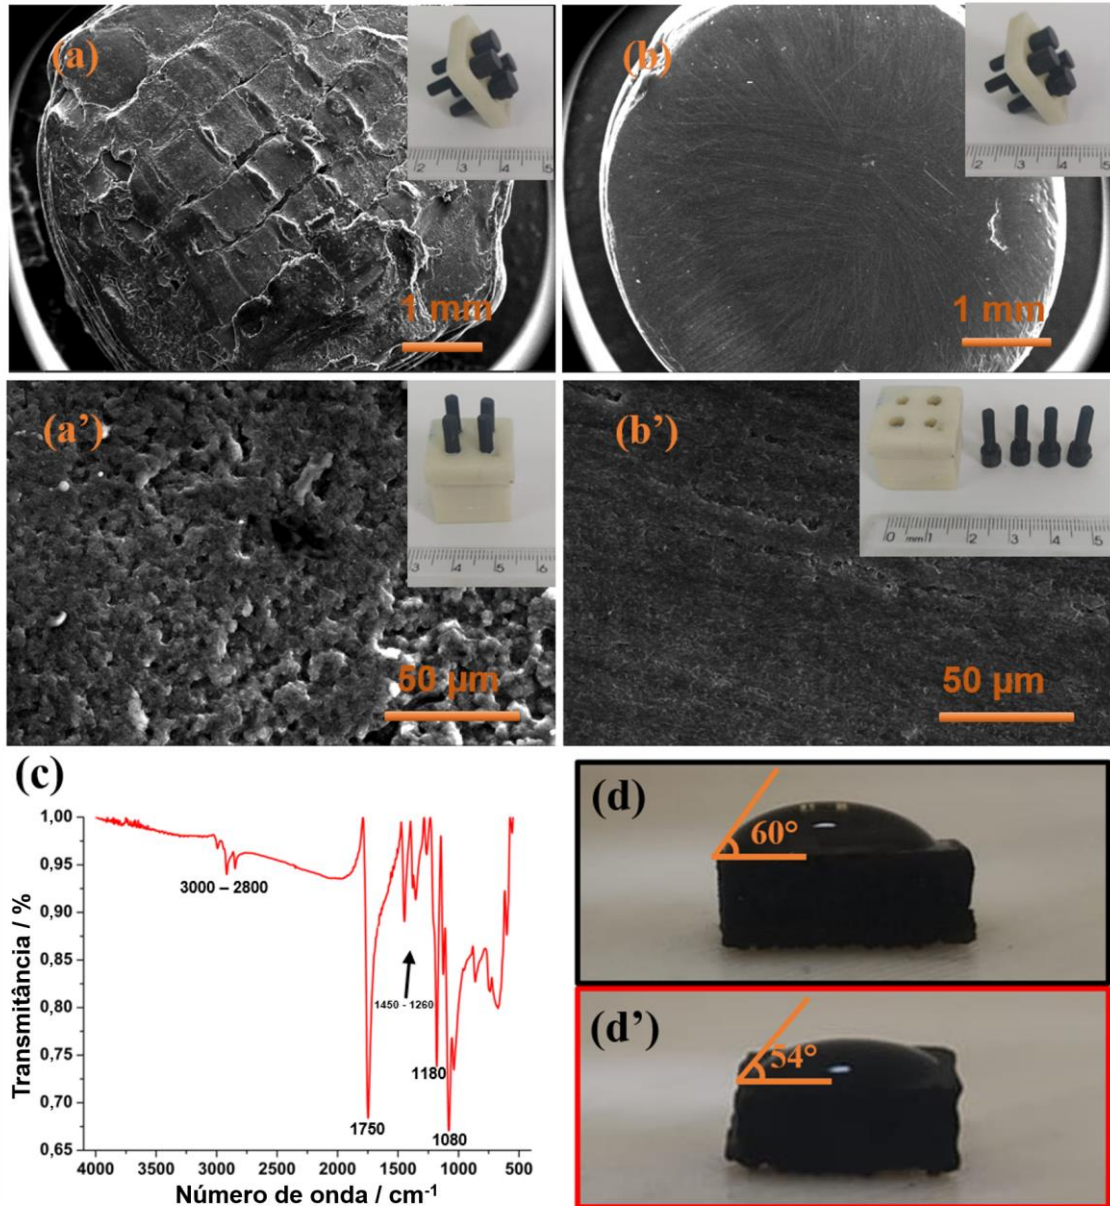 (a)
2 3 4 5
1 mm
(b)
2 3 4 5
1 mm
(a’)
3 4 5 6
50 µm
(b’)
0 mm 1 2 3 4 5
50 µm
(c)
1,00
0,95
0,90
0,85
0,80
0,75
0,70
0,65
Transmitância / %
3000 – 2800
1450 - 1260
1180
1750
1080
4000 3500 3000 2500 2000 1500 1000 500
Número de onda / cm⁻¹
(d)
60°
(d’)
54°